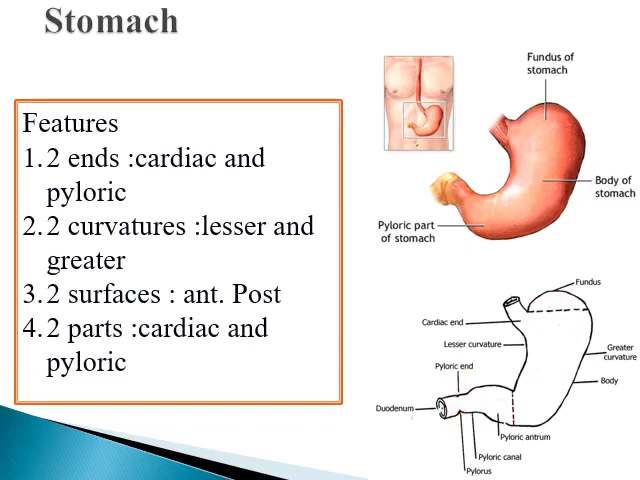 Stomach
Features
1. 2 ends :cardiac and
pyloric
2. 2 curvatures :lesser and
greater
3. 2 surfaces : ant. Post
4. 2 parts :cardiac and
pyloric
Fundus of
stomach
Body of
stomach
Pyloric part
of stomach
Fundus
Cardiac end
Lesser curvature
Greater
curvature
Pyloric end
Body
Duodenum
Pyloric antrum
Pyloric canal
Pylorus